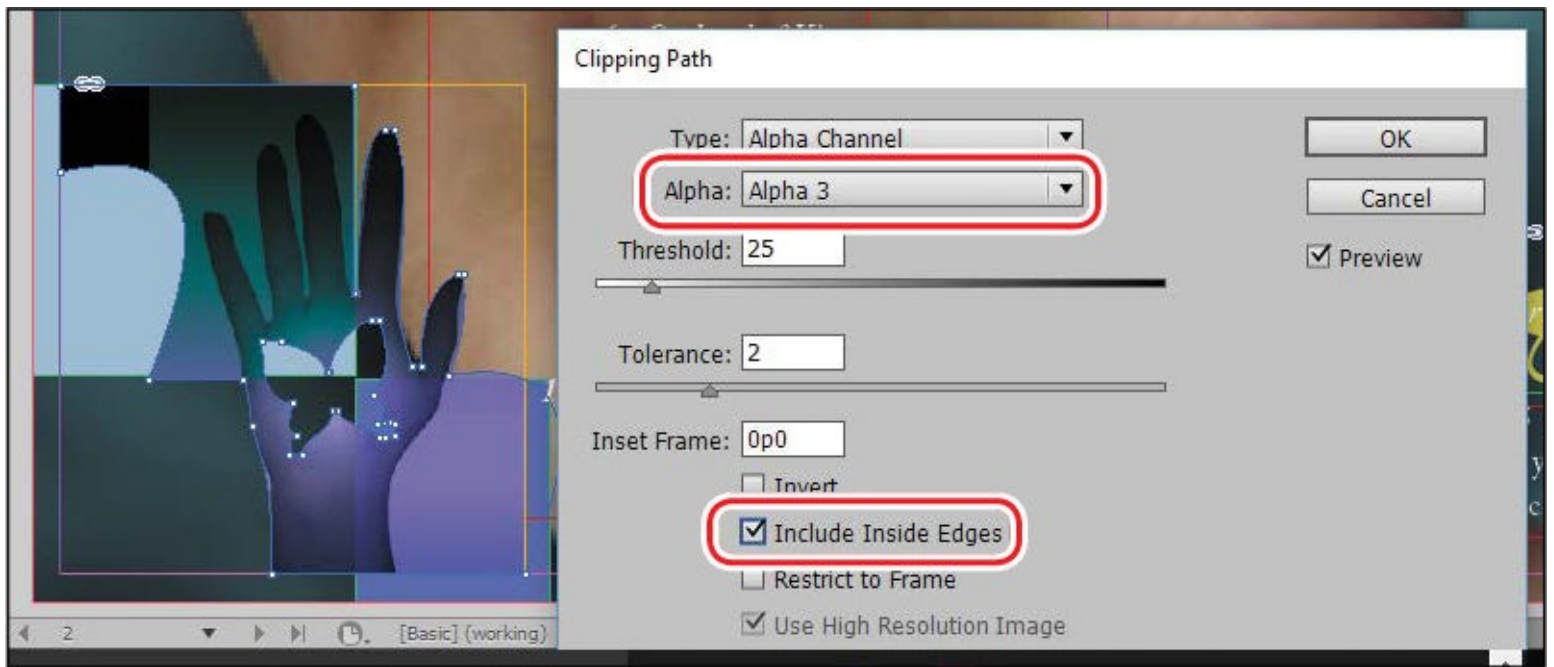 Clipping Path
Type: Alpha Channel
OK
Alpha: Alpha 3
Cancel
Threshold: 25
Preview
Tolerance: 2
Inset Frame: 0p0
Invert
Include Inside Edges
Restrict to Frame
Use High Resolution Image
2 [Basic] (working)